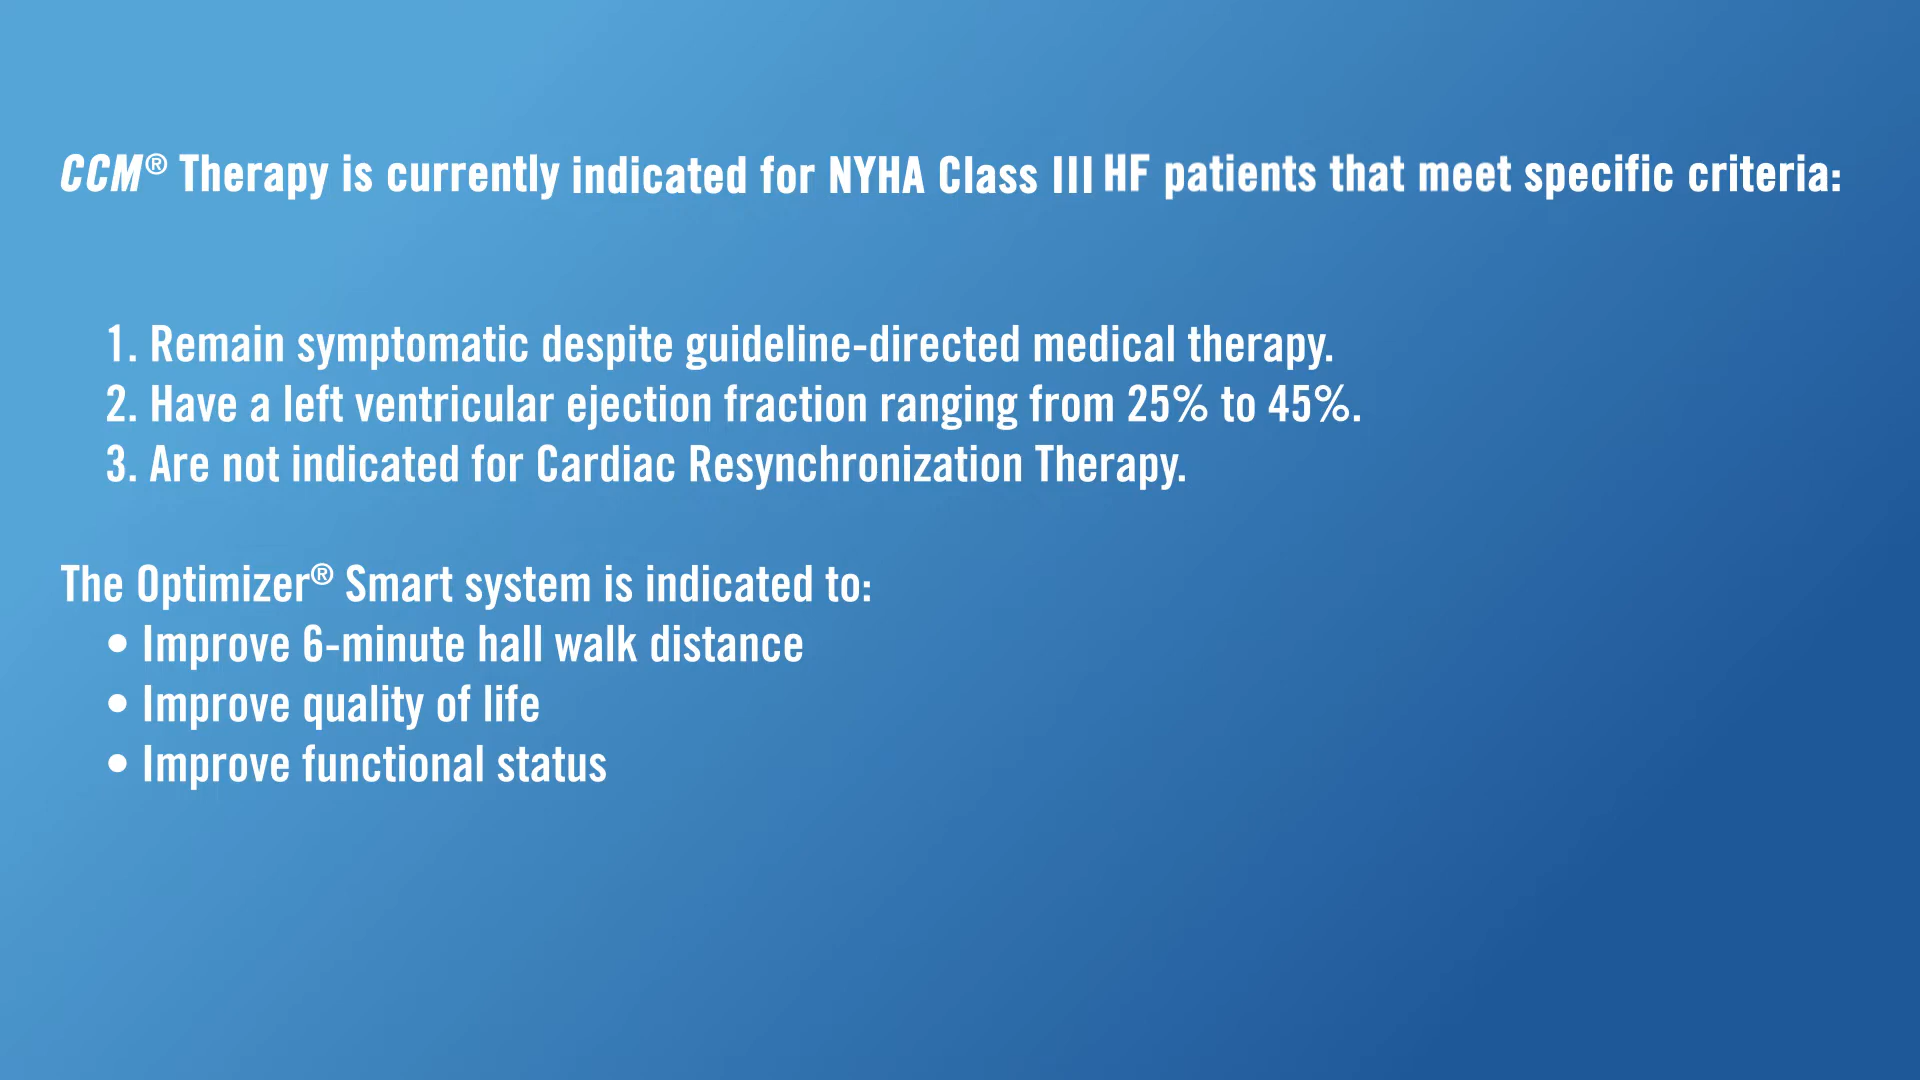 CCM® Therapy is currently indicated for NYHA Class III HF patients that meet specific criteria:
1. Remain symptomatic despite guideline-directed medical therapy.
2. Have a left ventricular ejection fraction ranging from 25% to 45%.
3. Are not indicated for Cardiac Resynchronization Therapy.
The Optimizer® Smart system is indicated to:
• Improve 6-minute hall walk distance
• Improve quality of life
• Improve functional status